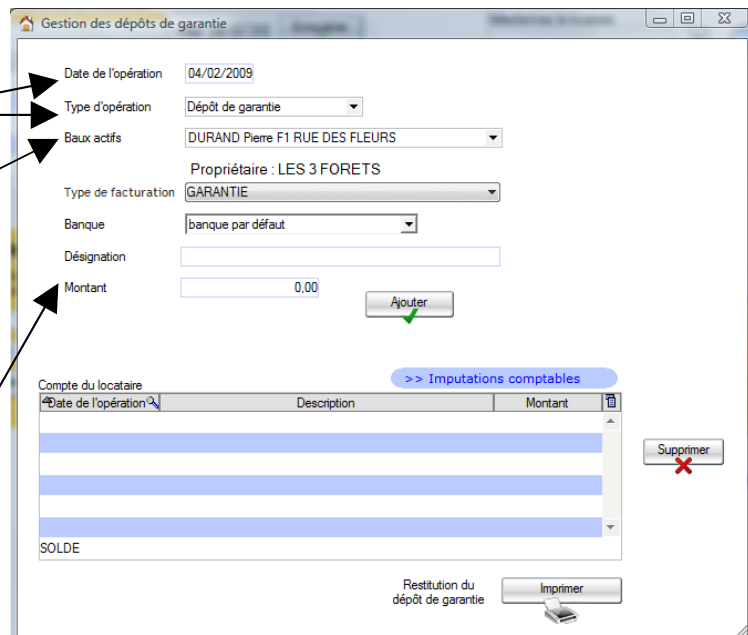 Gestion des dépôts de garantie
Date de l'opération 04/02/2009
Type d'opération Dépôt de garantie
Baux actifs DURAND Pierre F1 RUE DES FLEURS
Propriétaire : LES 3 FORETS
Type de facturation GARANTIE
Banque banque par défaut
Désignation
Montant 0,00
Ajouter
>> Imputations comptables
Compte du locataire
Date de l'opération Description Montant
Supprimer
SOLDE
Restitution du
dépôt de garantie
Imprimer